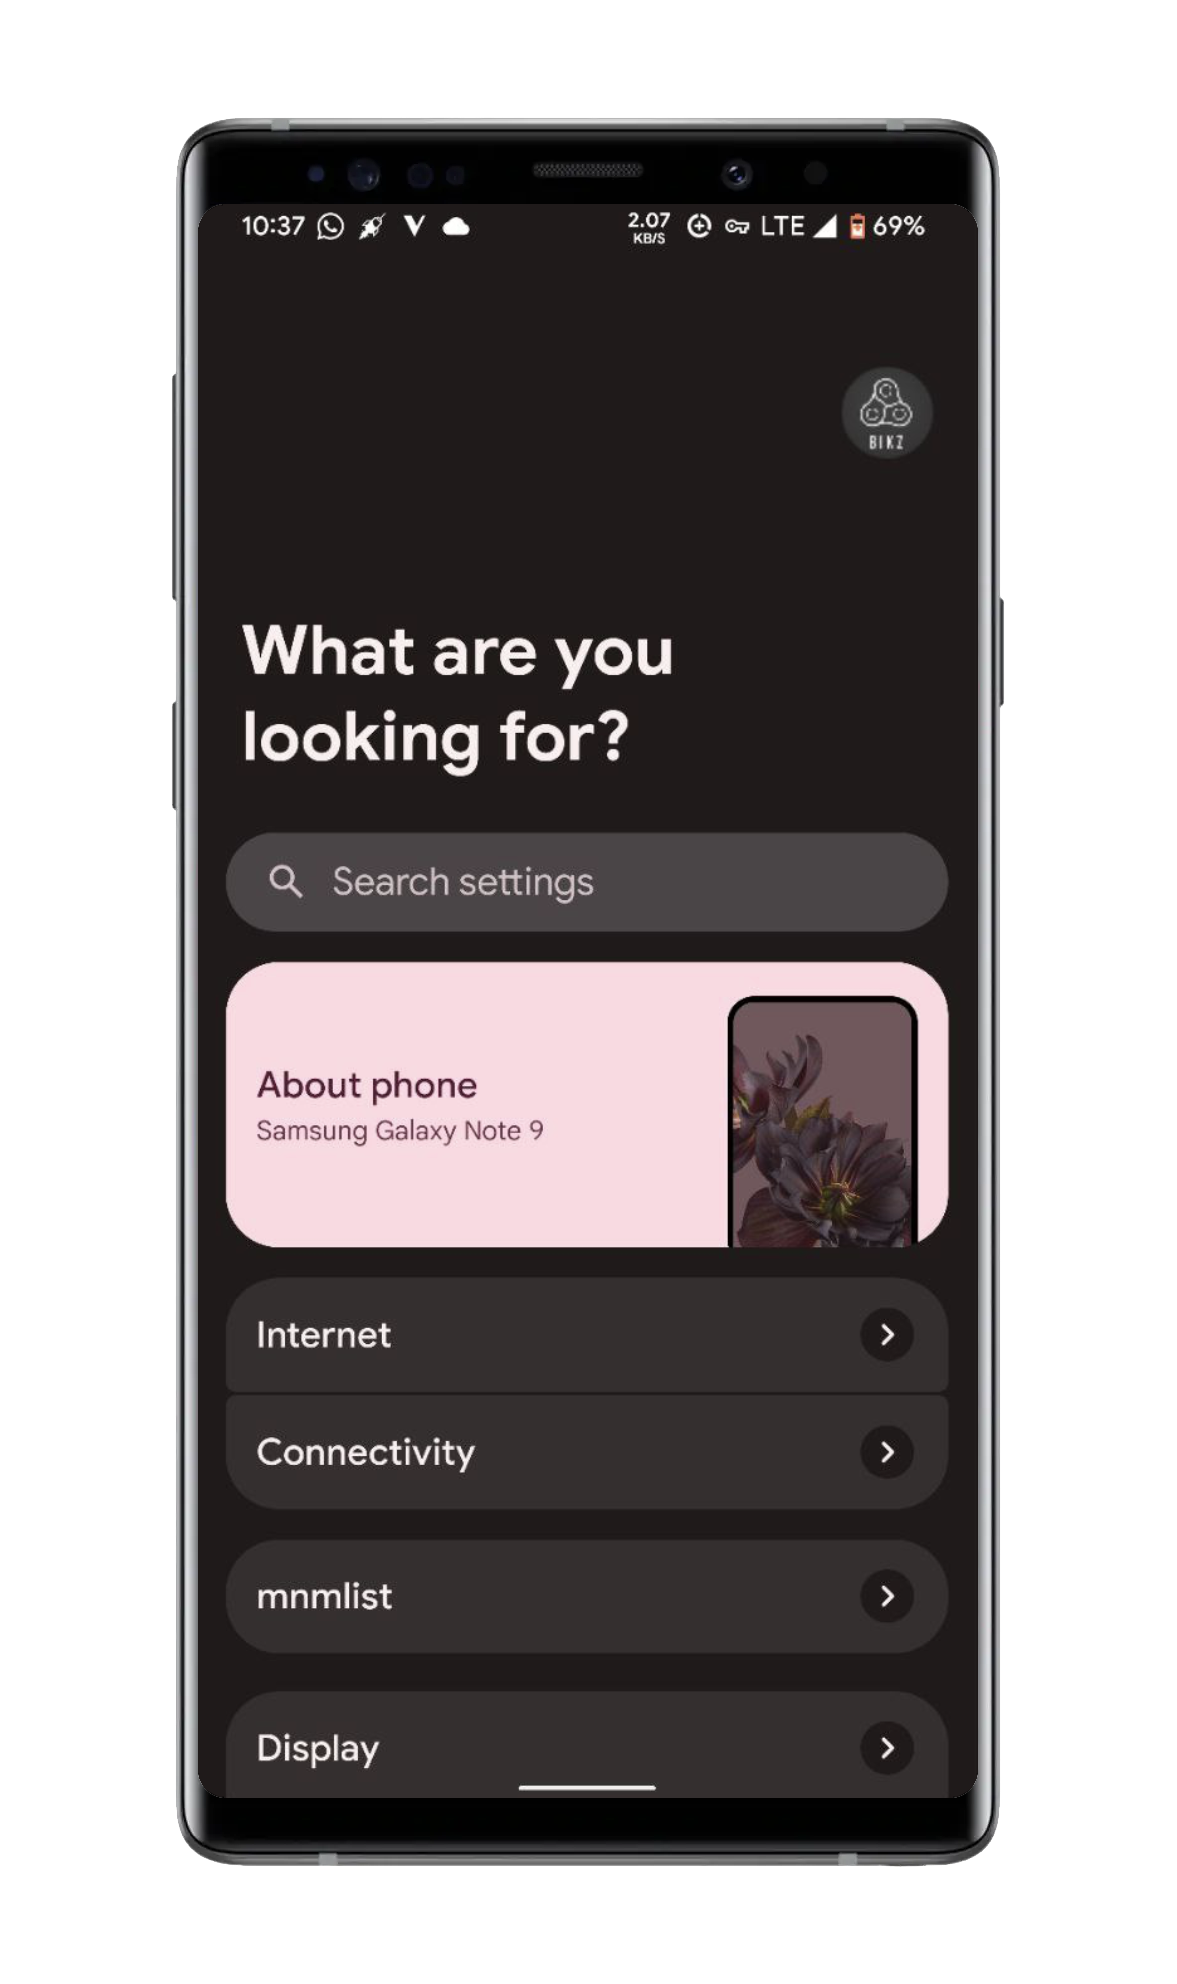 10:37 V 2.07 KB/S LTE 69%
BIKZ
What are you
looking for?
Search settings
About phone
Samsung Galaxy Note 9
Internet
Connectivity
mnmlist
Display